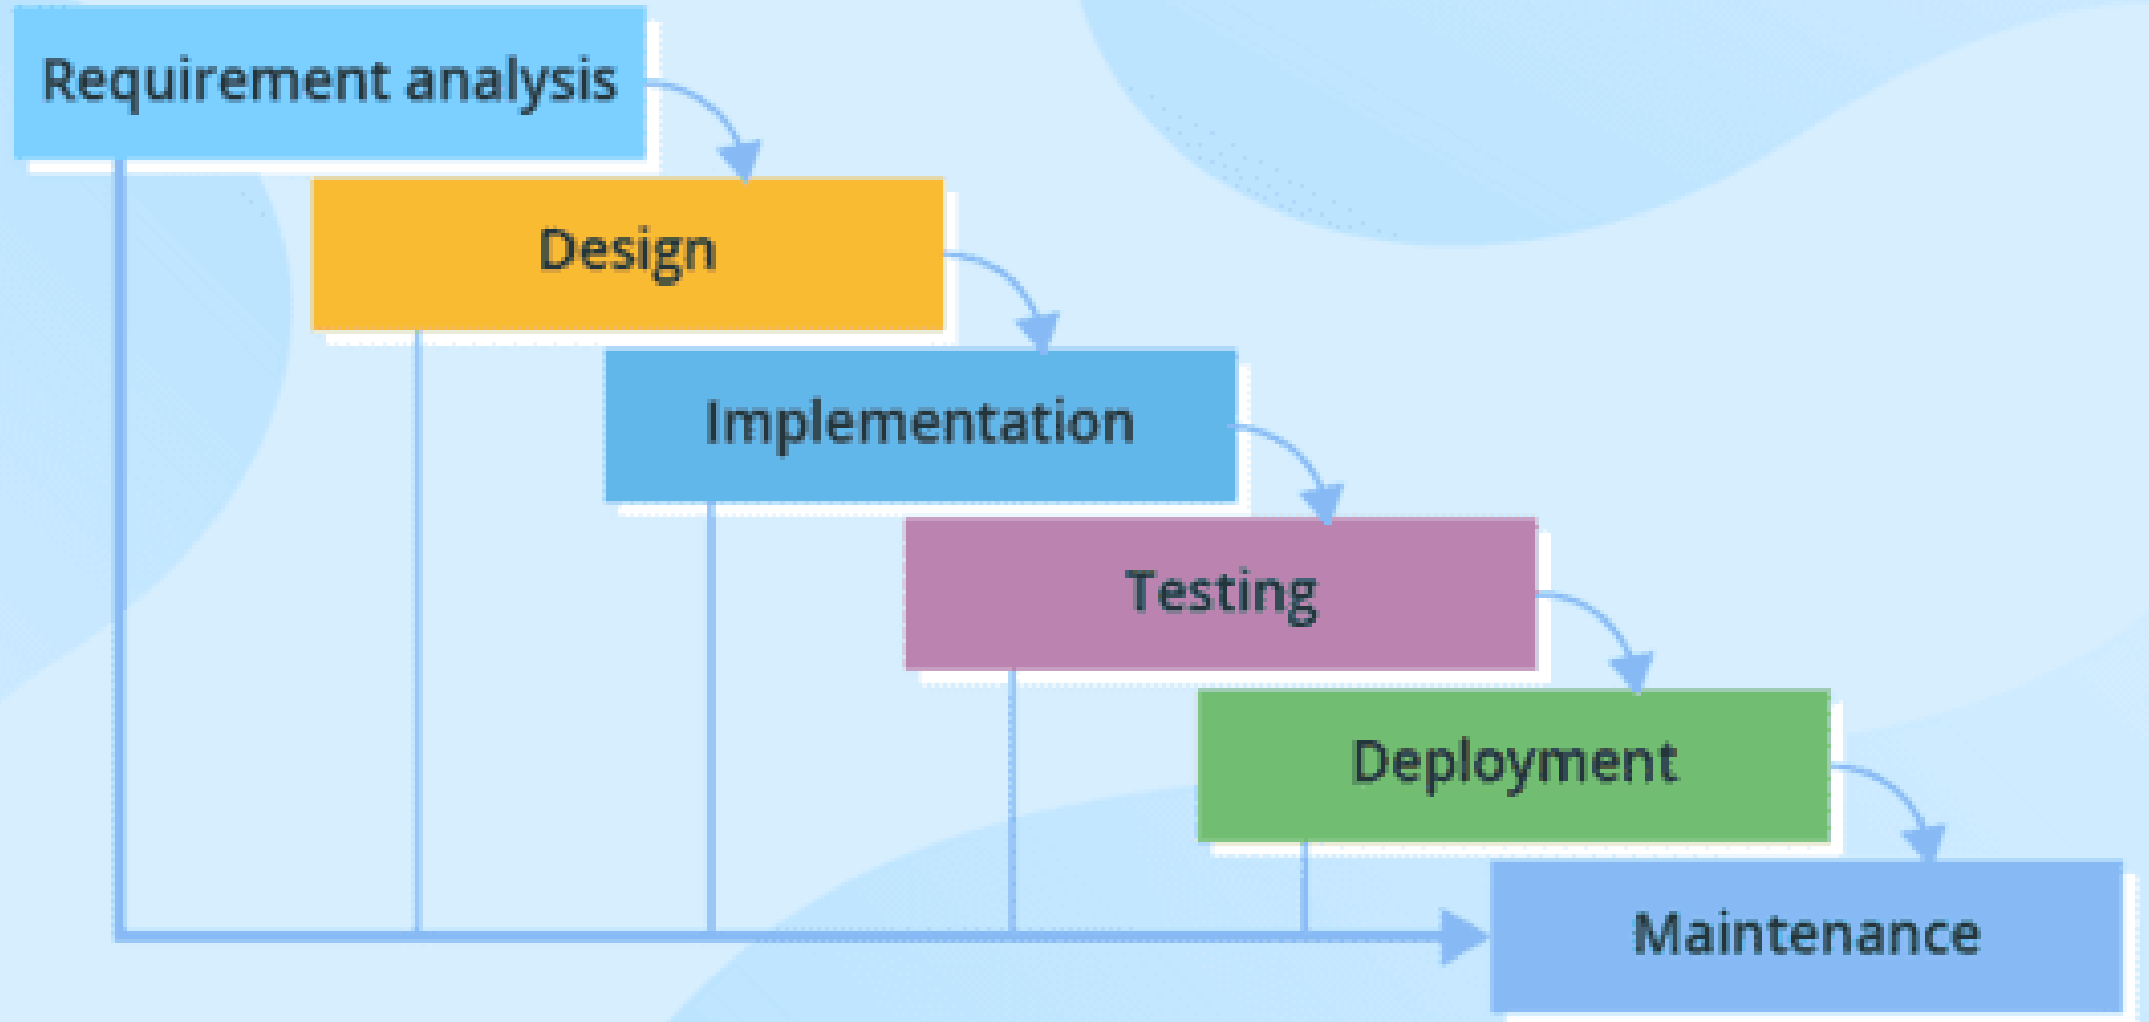 Requirement analysis
Design
Implementation
Testing
Deployment
Maintenance